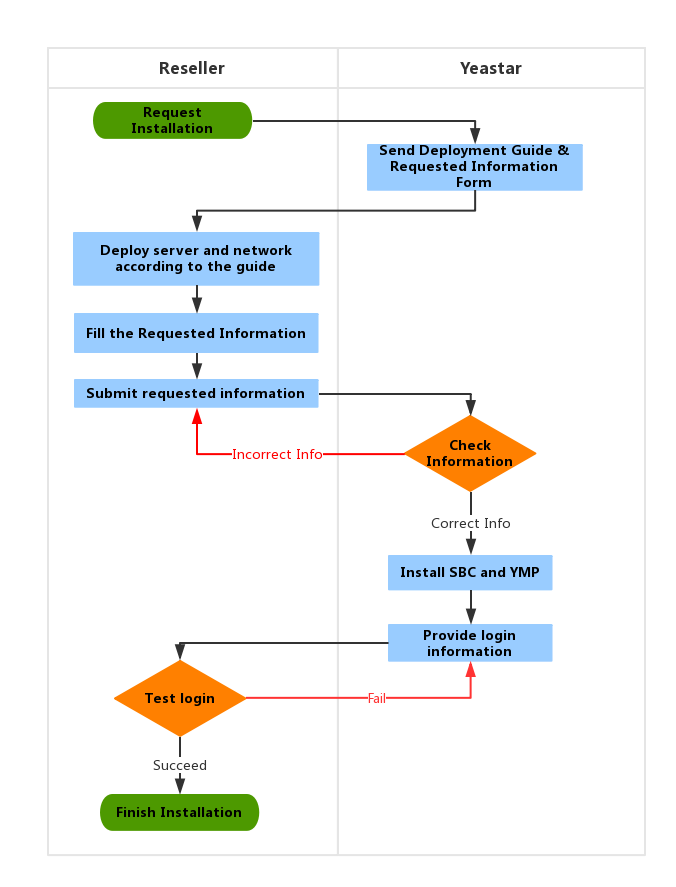 Reseller
Yeastar
Request
Installation
Send Deployment Guide &
Requested Information
Form
Deploy server and network
according to the guide
Fill the Requested Information
Submit requested information
Check
Information
Incorrect Info
Correct Info
Install SBC and YMP
Provide login
information
Test login
Fail
Succeed
Finish Installation